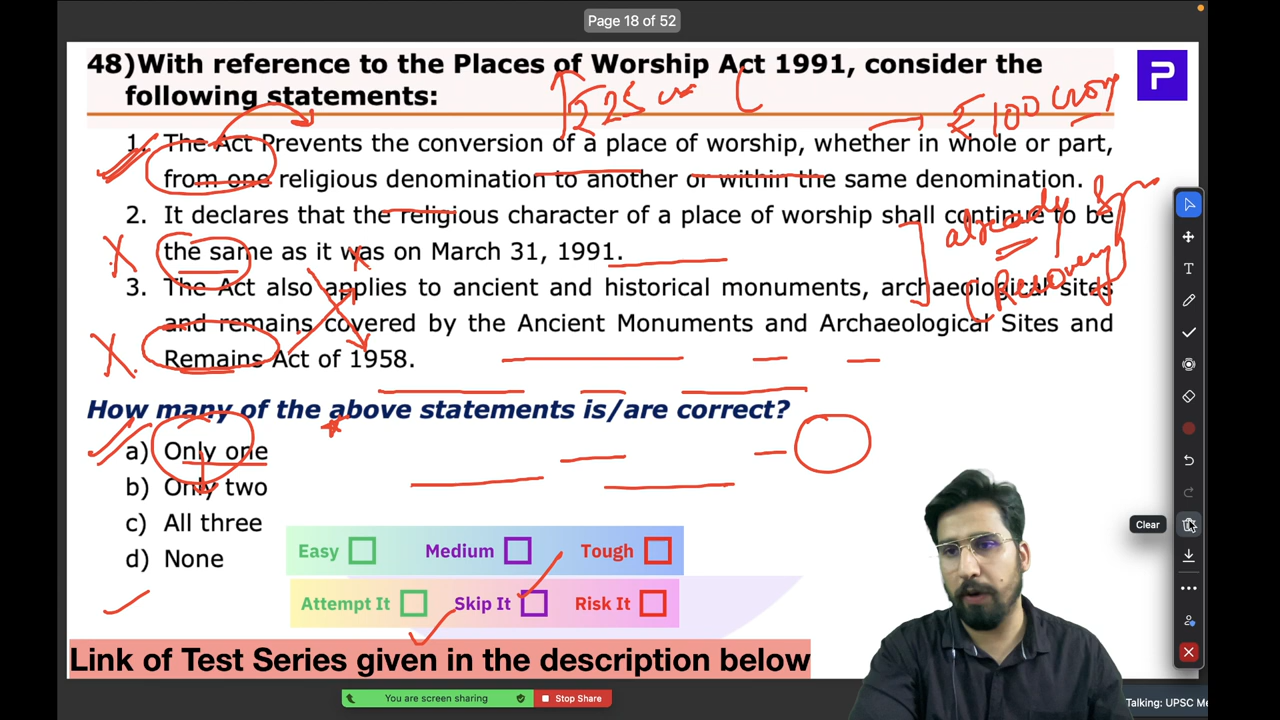 Page 18 of 52
48)With reference to the Places of Worship Act 1991, consider the
following statements:
P
₹25
₹100 crore
1. The Act Prevents the conversion of a place of worship, whether in whole or part,
from one religious denomination to another or within the same denomination.
2. It declares that the religious character of a place of worship shall continue to be
the same as it was on March 31, 1991.
already
(Recovery
3. The Act also applies to ancient and historical monuments, archaeological sites
and remains covered by the Ancient Monuments and Archaeological Sites and
Remains Act of 1958.
How many of the above statements is/are correct?
a) Only one
b) Only two
c) All three
d) None
Easy Medium Tough
Attempt It Skip It Risk It
Link of Test Series given in the description below
Clear
You are screen sharing Stop Share
Talking: UPSC Me